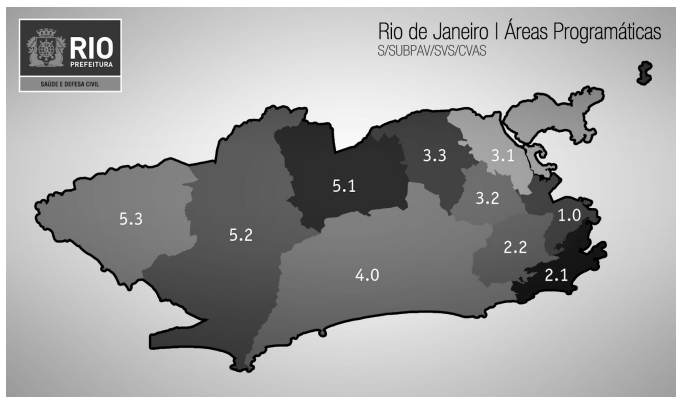 RIO
PREFEITURA
SAÚDE E DEFESA CIVIL
Rio de Janeiro | Áreas Programáticas
S/SUBPAV/SVS/CVAS
3.3
3.1
5.1
3.2
5.3
1.0
5.2
2.2
4.0
2.1